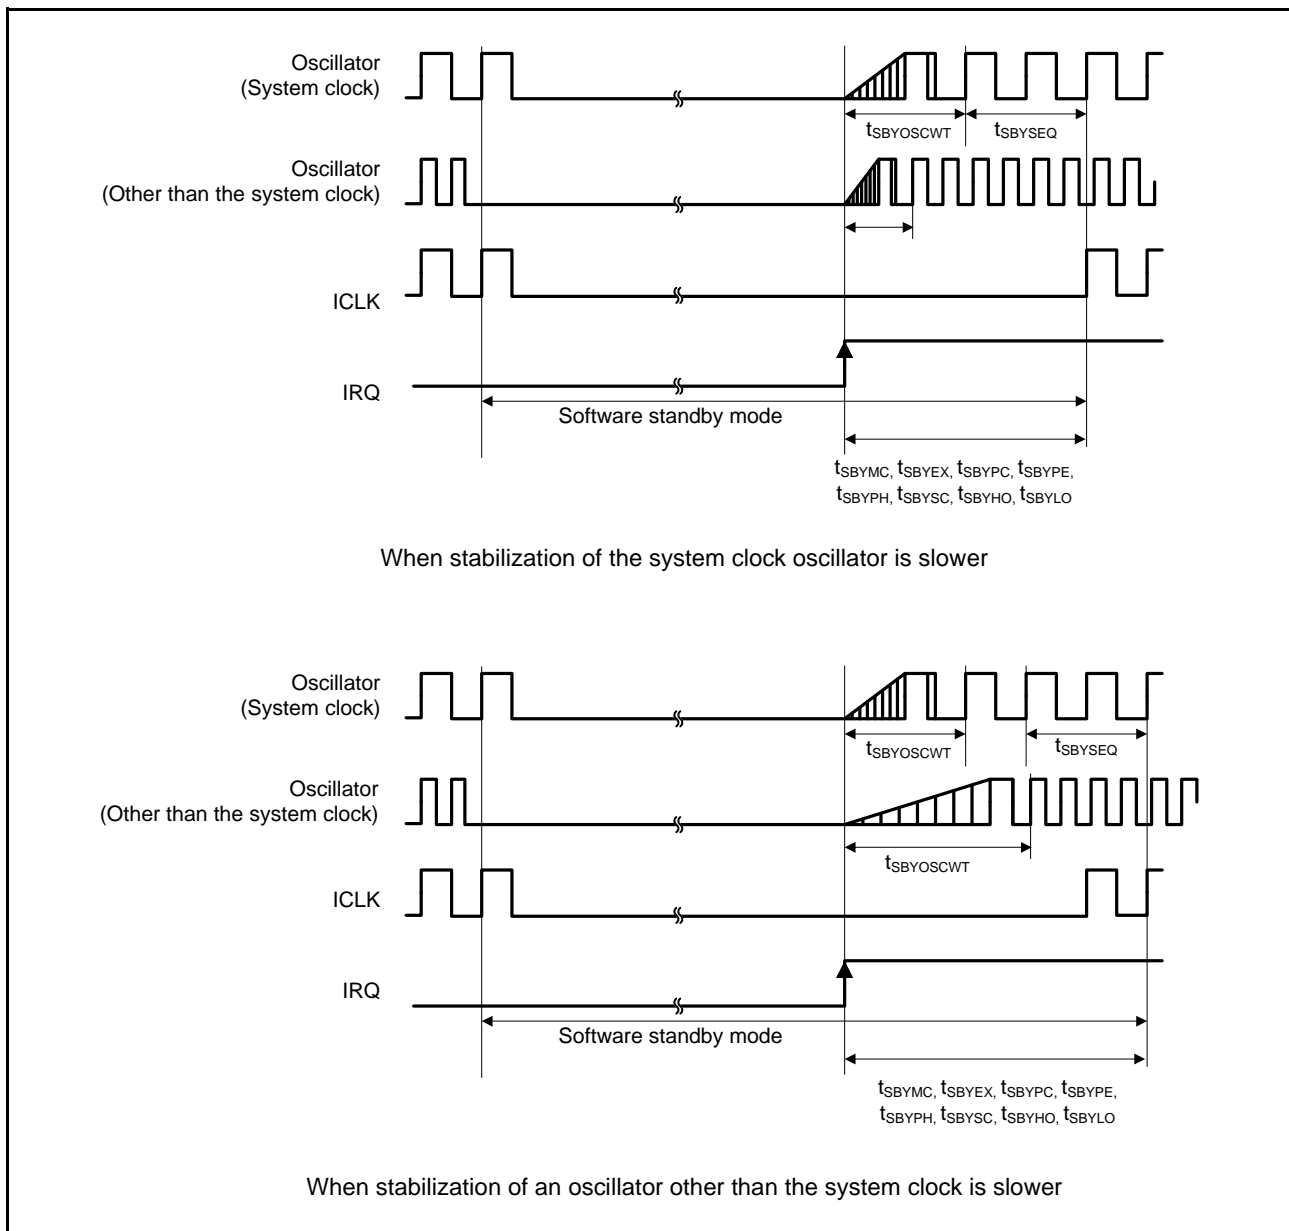 Oscillator
(System clock)
tSBYOSCWT tSBYSEQ
Oscillator
(Other than the system clock)
ICLK
IRQ
Software standby mode
tSBYMC, tSBYEX, tSBYPC, tSBYPE,
tSBYPH, tSBYSC, tSBYHO, tSBYLO
When stabilization of the system clock oscillator is slower
Oscillator
(System clock)
tSBYOSCWT tSBYSEQ
Oscillator
(Other than the system clock)
tSBYOSCWT
ICLK
IRQ
Software standby mode
tSBYMC, tSBYEX, tSBYPC, tSBYPE,
tSBYPH, tSBYSC, tSBYHO, tSBYLO
When stabilization of an oscillator other than the system clock is slower